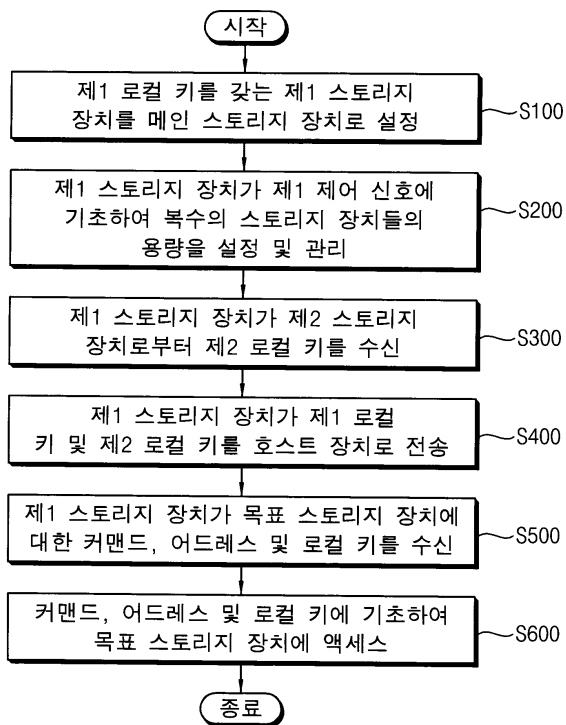 시작
제1 로컬 키를 갖는 제1 스토리지
장치를 메인 스토리지 장치로 설정
S100
제1 스토리지 장치가 제1 제어 신호에
기초하여 복수의 스토리지 장치들의
용량을 설정 및 관리
S200
제1 스토리지 장치가 제2 스토리지
장치로부터 제2 로컬 키를 수신
S300
제1 스토리지 장치가 제1 로컬
키 및 제2 로컬 키를 호스트 장치로 전송
S400
제1 스토리지 장치가 목표 스토리지 장치에
대한 커맨드, 어드레스 및 로컬 키를 수신
S500
커맨드, 어드레스 및 로컬 키에 기초하여
목표 스토리지 장치에 액세스
S600
종료